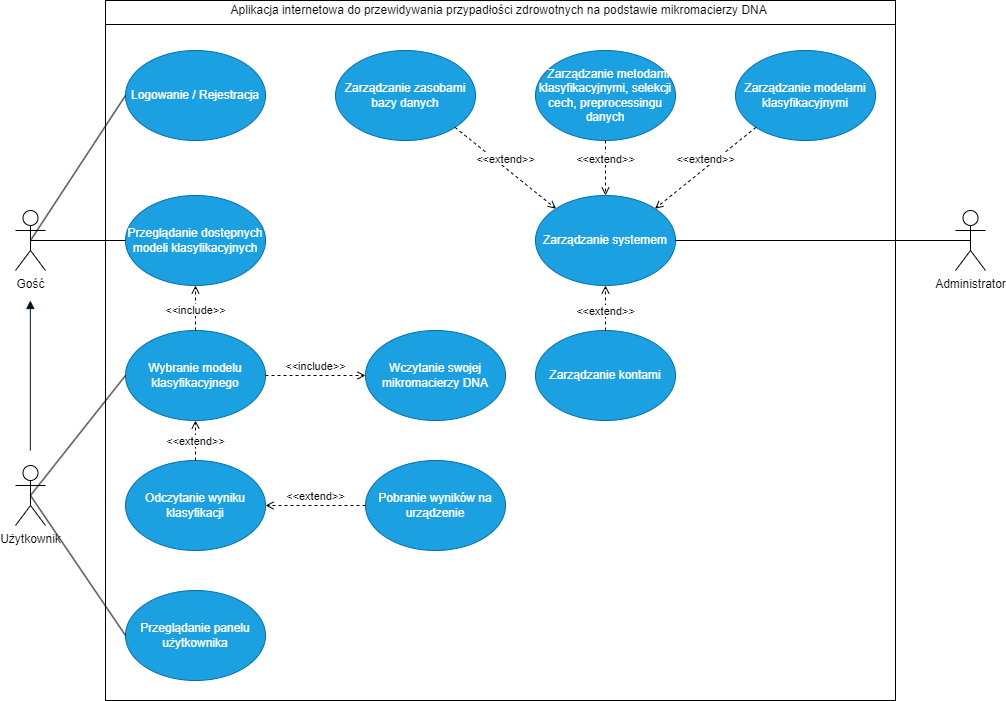 Aplikacja internetowa do przewidywania przypadłości zdrowotnych na podstawie mikromacierzy DNA
Logowanie / Rejestracja
Zarządzanie zasobami
bazy danych
Zarządzanie metodami
klasyfikacyjnymi, selekcji
cech, preprocessingu
danych
Zarządzanie modelami
klasyfikacyjnymi
<<extend>>
<<extend>>
<<extend>>
Gość
Przeglądanie dostępnych
modeli klasyfikacyjnych
Zarządzanie systemem
Administrator
<<include>>
<<extend>>
Wybranie modelu
klasyfikacyjnego
<<include>>
Wczytanie swojej
mikromacierzy DNA
Zarządzanie kontami
<<extend>>
Użytkownik
Odczytanie wyniku
klasyfikacji
<<extend>>
Pobranie wyników na
urządzenie
Przeglądanie panelu
użytkownika